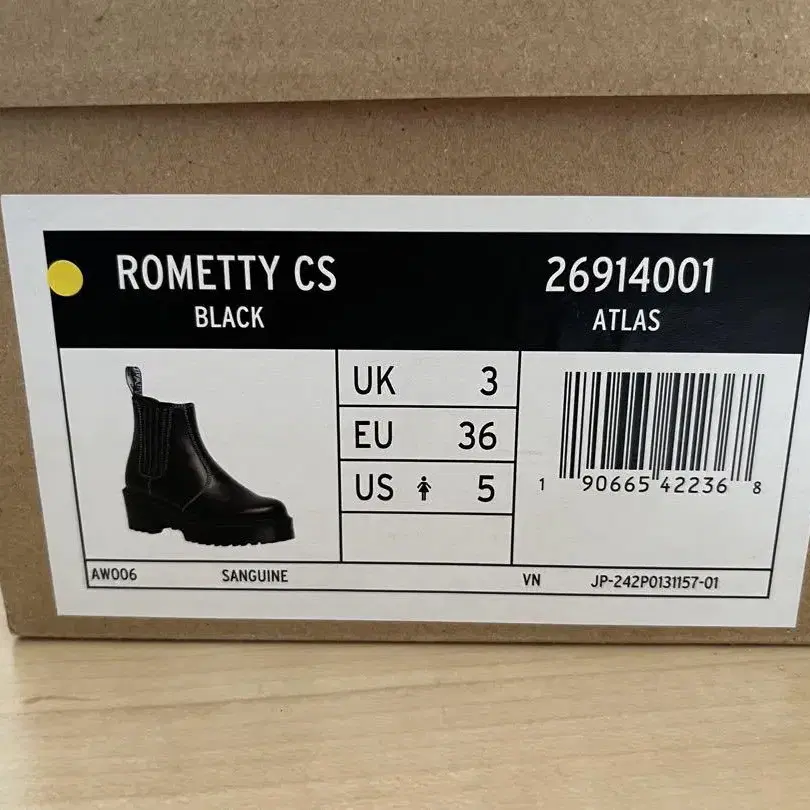 ROMETTY CS
BLACK
26914001
ATLAS
UK 3
EU 36
US 5
1 90665 42236 8
AW006 SANGUINE VN JP-242P0131157-01